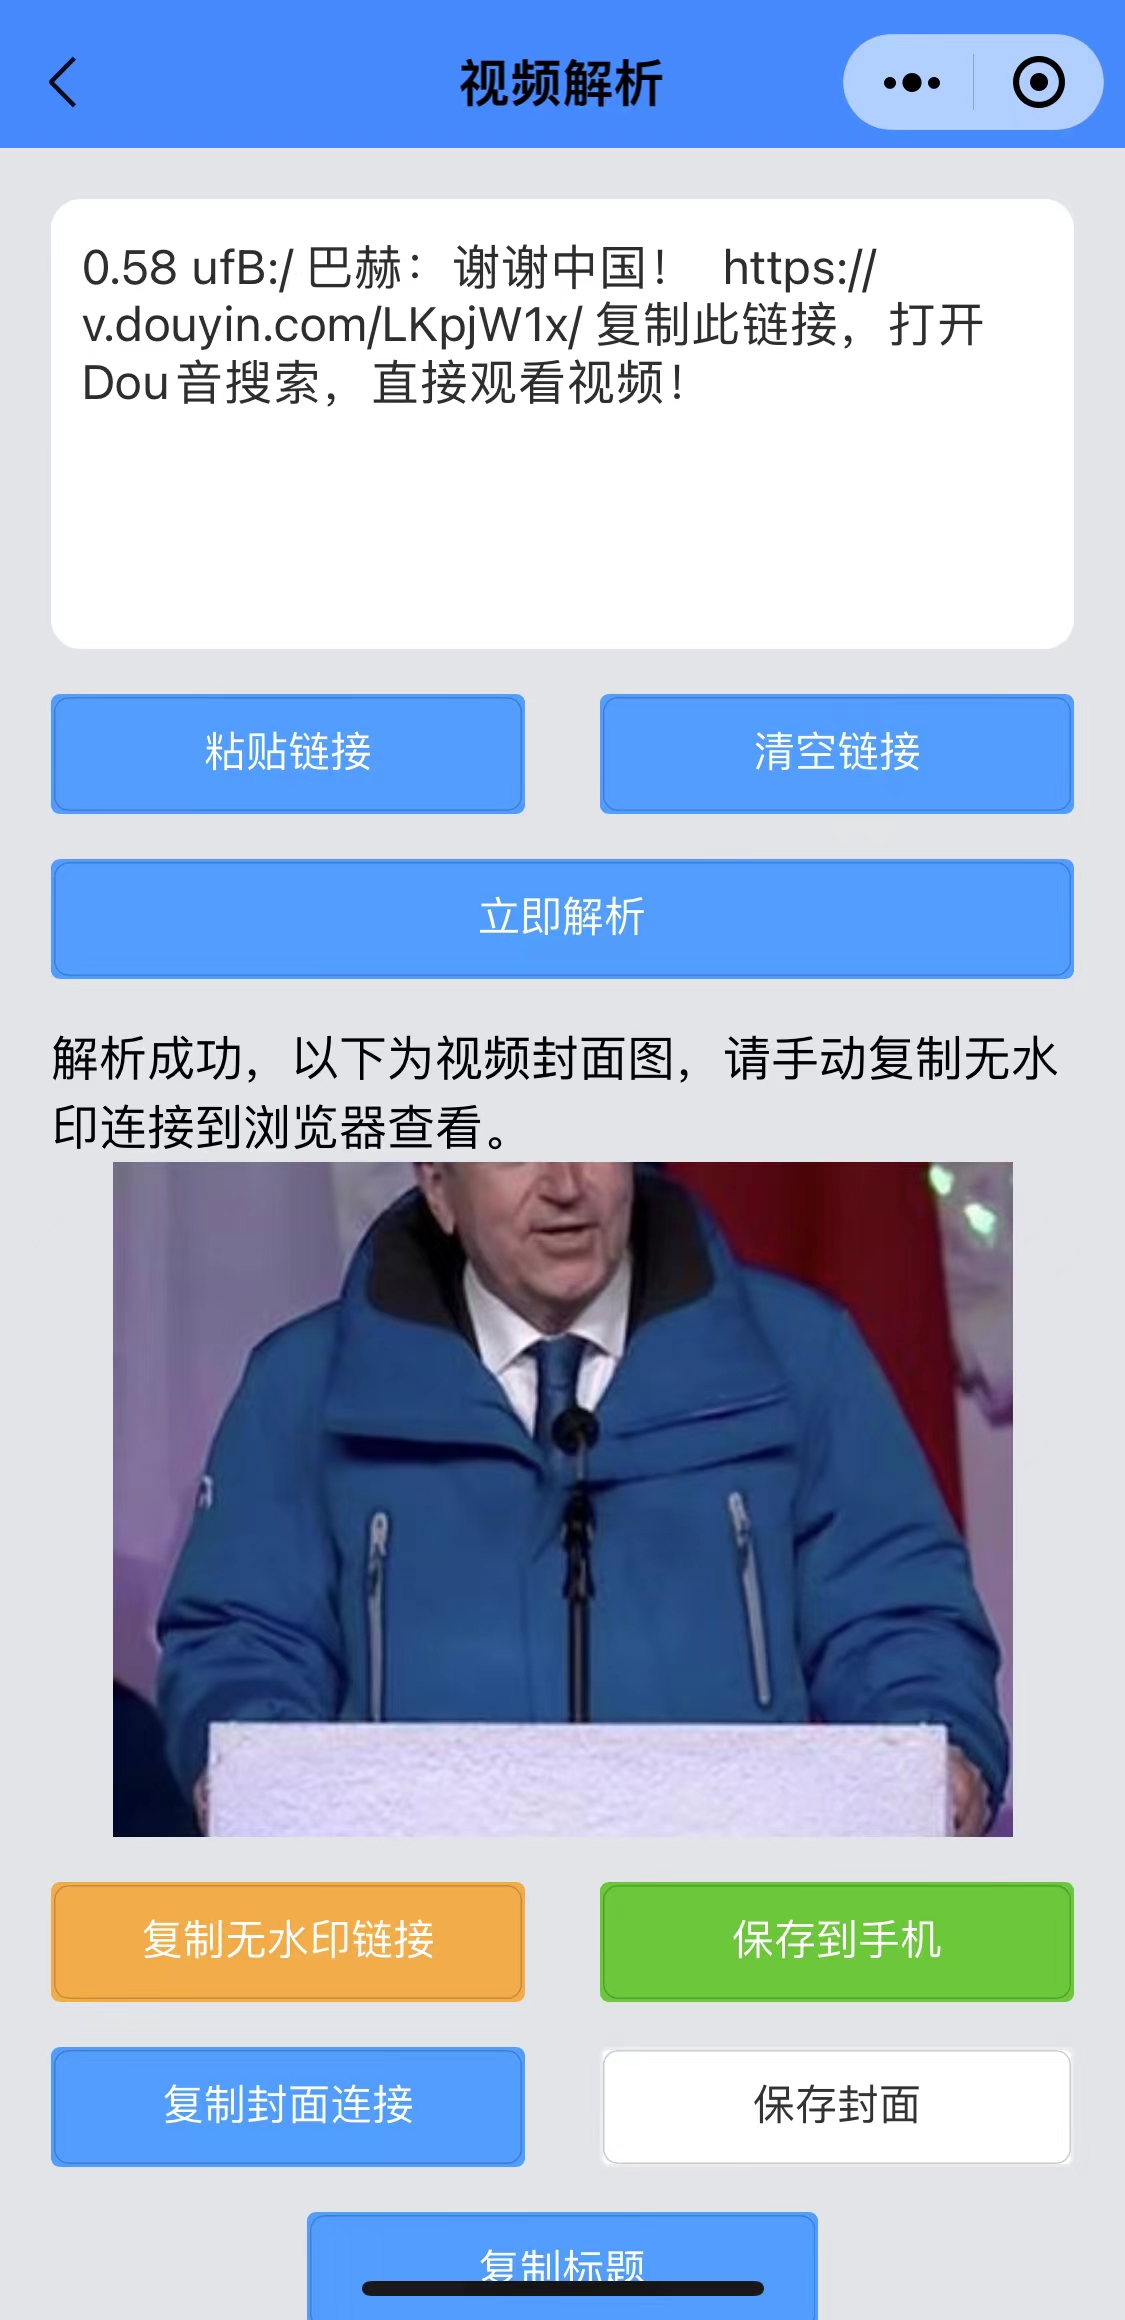 视频解析
0.58 ufB:/ 巴赫：谢谢中国！ https://
v.douyin.com/LKpjW1x/ 复制此链接，打开
Dou音搜索，直接观看视频！
粘贴链接
清空链接
立即解析
解析成功，以下为视频封面图，请手动复制无水
印连接到浏览器查看。
复制无水印链接
保存到手机
复制封面连接
保存封面
复制标题